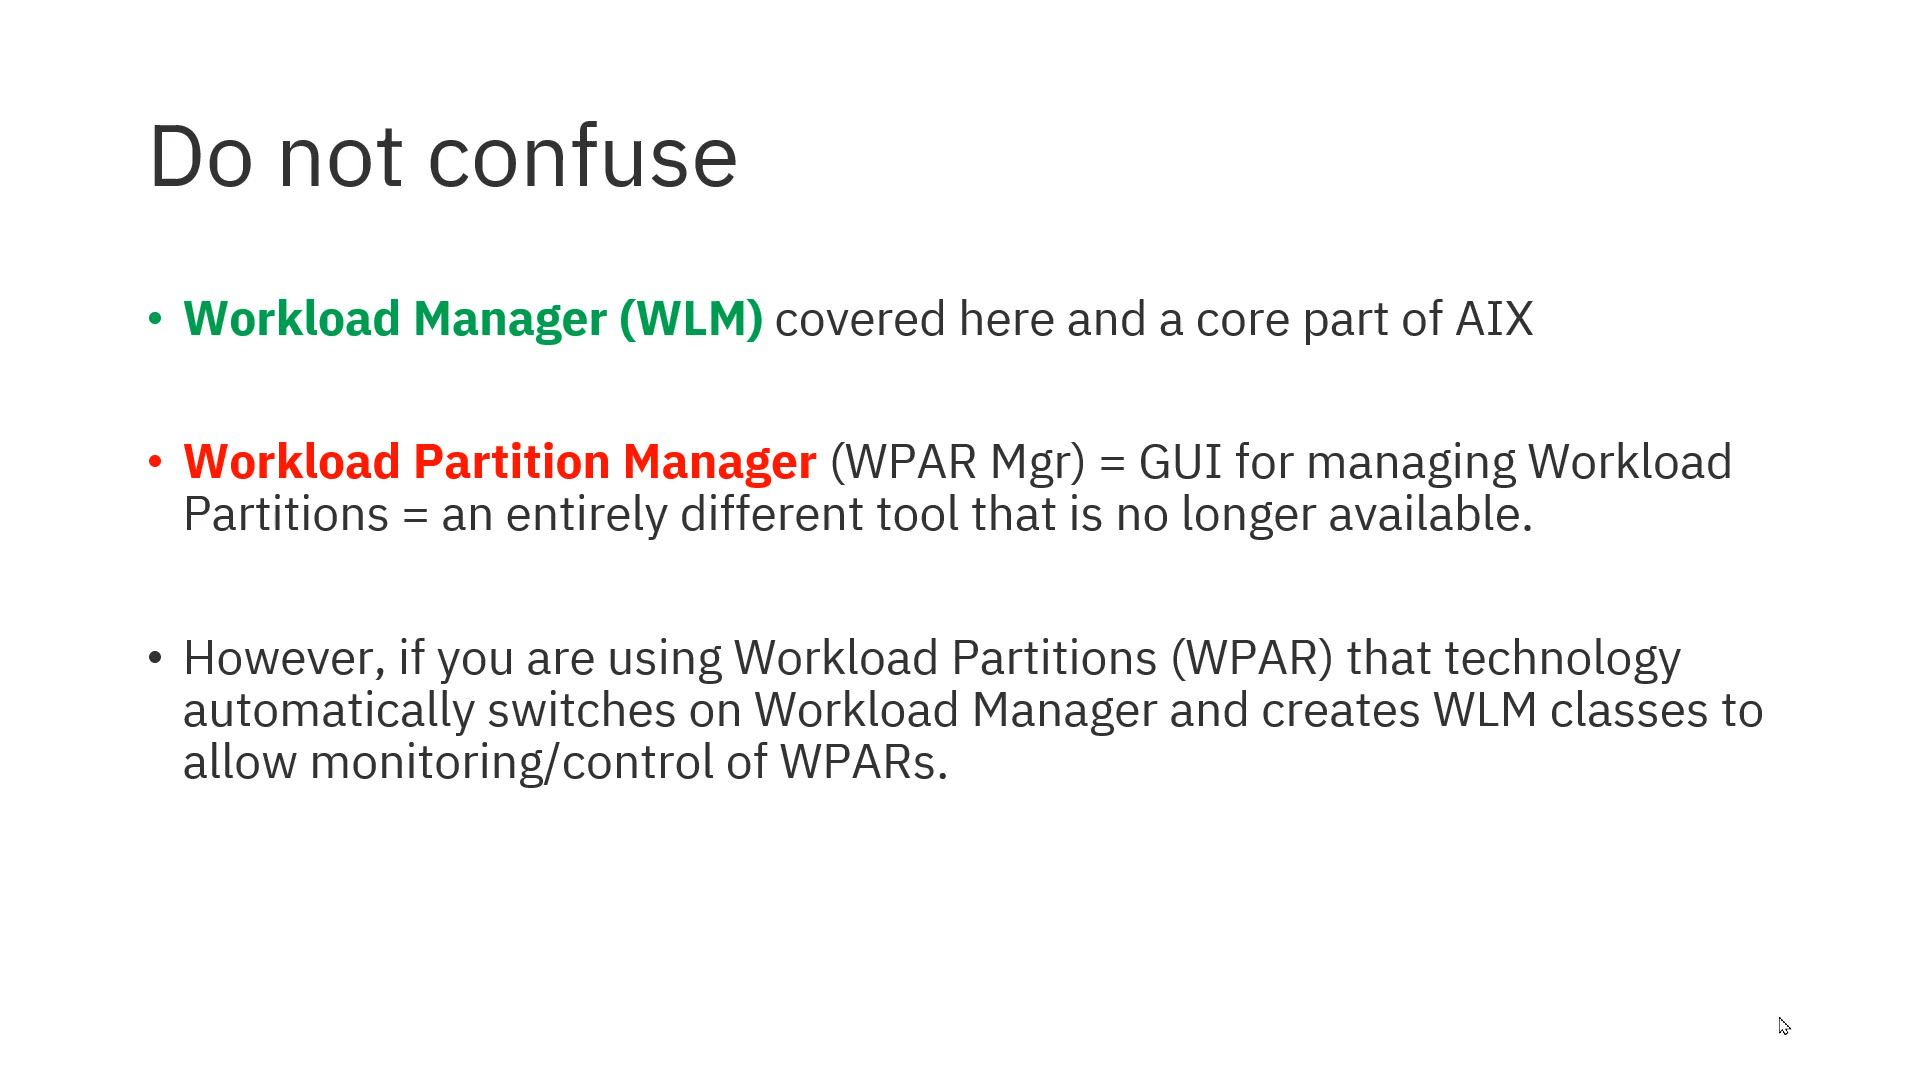 Do not confuse
• Workload Manager (WLM) covered here and a core part of AIX
• Workload Partition Manager (WPAR Mgr) = GUI for managing Workload
Partitions = an entirely different tool that is no longer available.
• However, if you are using Workload Partitions (WPAR) that technology
automatically switches on Workload Manager and creates WLM classes to
allow monitoring/control of WPARs.